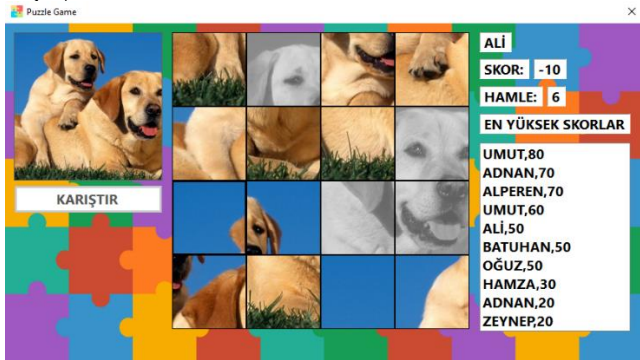 Puzzle Game
KARIŞTIR
ALİ
SKOR: -10
HAMLE: 6
EN YÜKSEK SKORLAR
UMUT,80
ADNAN,70
ALPEREN,70
UMUT,60
ALİ,50
BATUHAN,50
OĞUZ,50
HAMZA,30
ADNAN,20
ZEYNEP,20